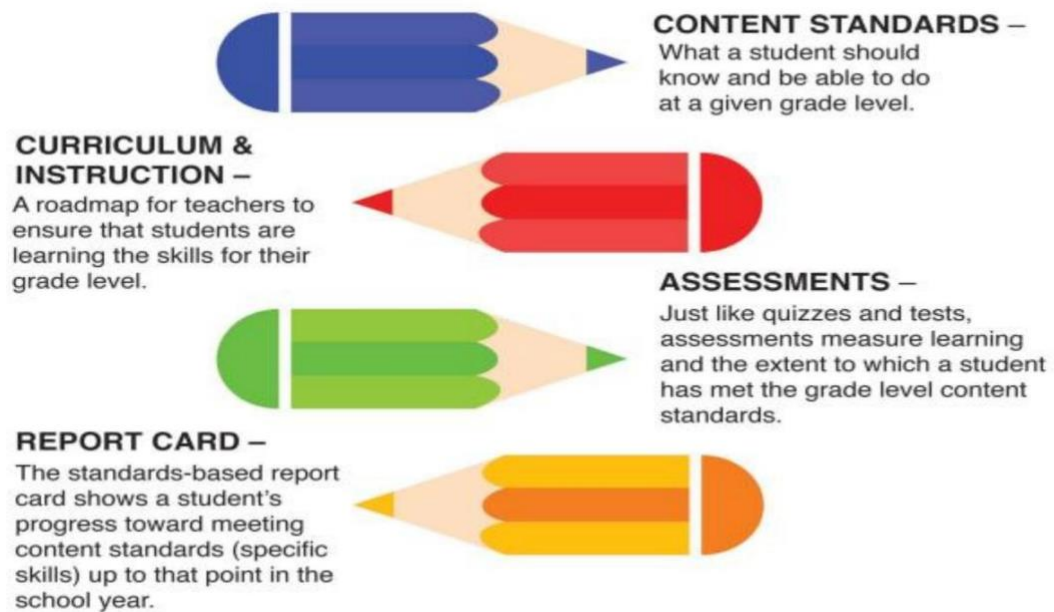 CONTENT STANDARDS –
What a student should
know and be able to do
at a given grade level.
CURRICULUM &
INSTRUCTION –
A roadmap for teachers to
ensure that students are
learning the skills for their
grade level.
ASSESSMENTS –
Just like quizzes and tests,
assessments measure learning
and the extent to which a student
has met the grade level content
standards.
REPORT CARD –
The standards-based report
card shows a student’s
progress toward meeting
content standards (specific
skills) up to that point in the
school year.